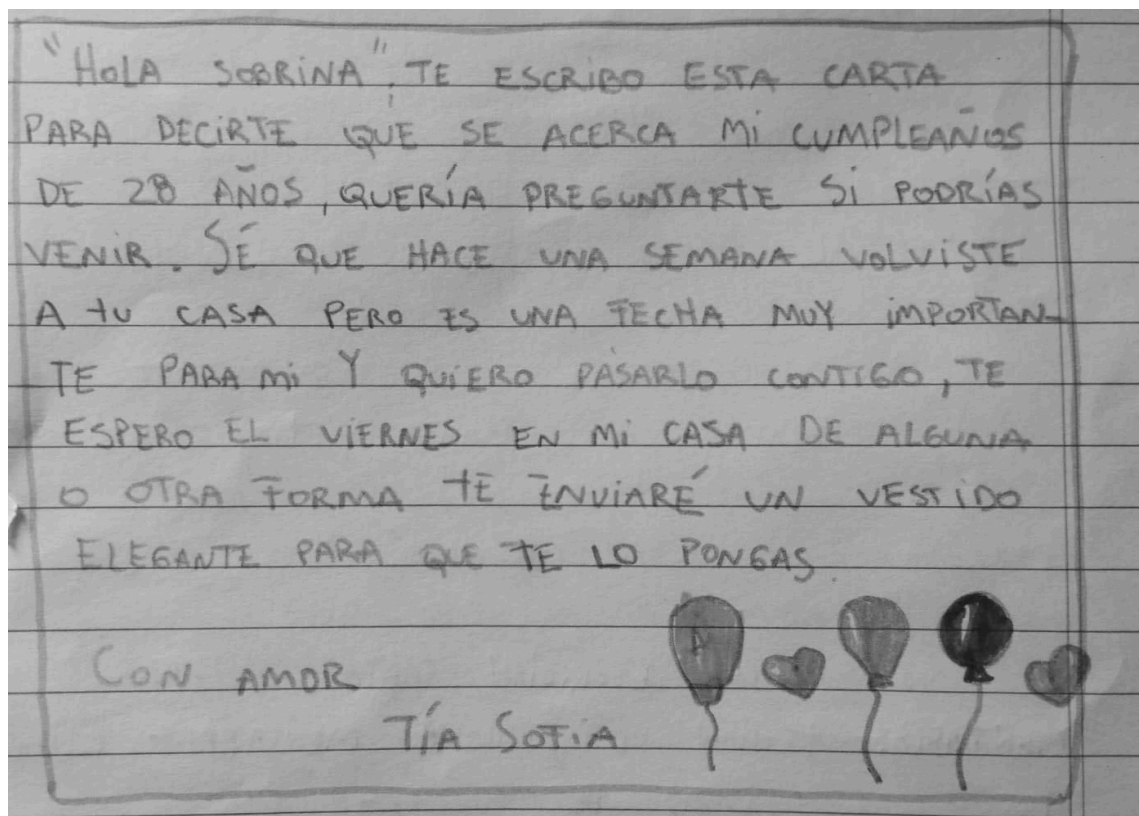 "HOLA SOBRINA", TE ESCRIBO ESTA CARTA
PARA DECIRTE QUE SE ACERCA Mi CUMPLEAÑOS
DE 28 AÑOS, QUERÍA PREGUNTARTE Si PODRÍAS
VENIR. SÉ QUE HACE UNA SEMANA VOLViSTE
A tU CASA PERO ES UNA FECHA MUY iMPORTAN-
TE PARA Mi Y QUiERO PASARLO CONTIGO, TE
ESPERO EL ViERNES EN Mi CASA DE ALGUNA
O OTRA FORMA TE ENViARÉ UN VESTiDO
ELEGANTE PARA QUE TE LO PONGAS
CON AMOR
TÍA SOFiA